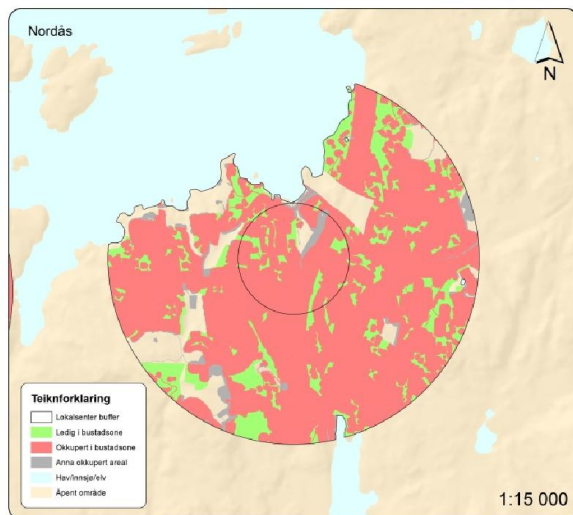 Nordås
N
Teiknforklaring
Lokalsenter buffer
Ledig i bustadsone
Okkupert i bustadsone
Anna okkupert areal
Hav/innsjø/elv
Åpent område
1:15 000